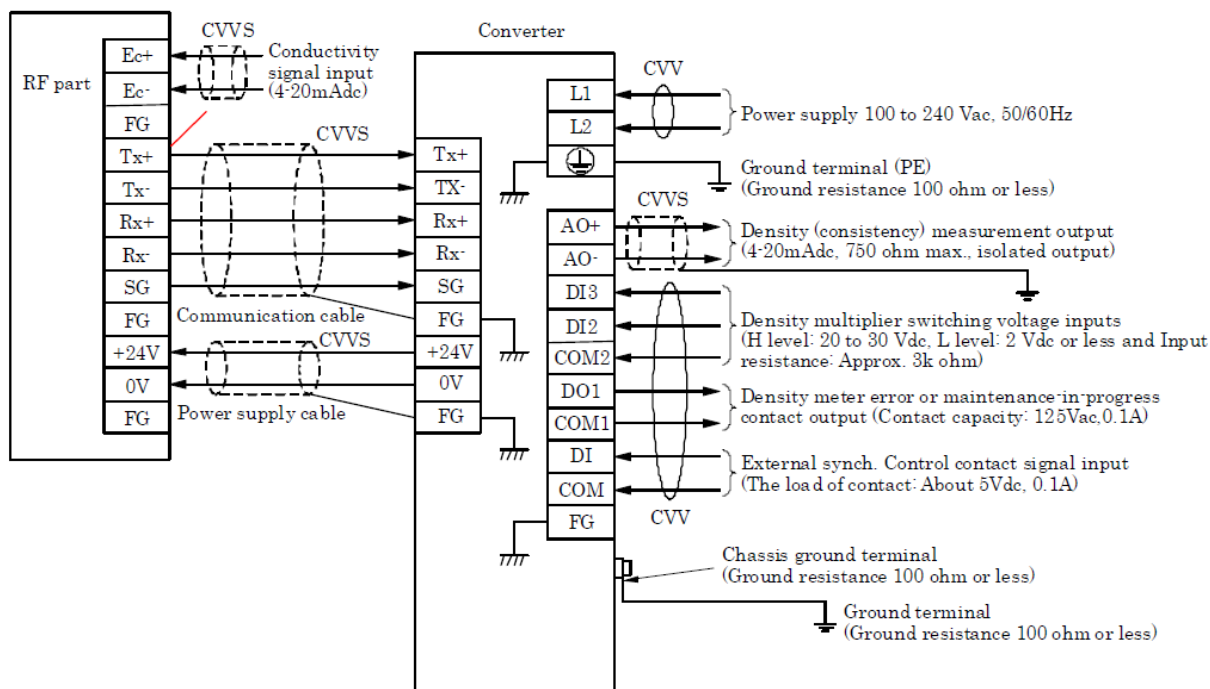 RF part
Ec+
Ec-
FG
Tx+
Tx-
Rx+
Rx-
SG
FG
+24V
0V
FG
CVVS
Conductivity
signal input
(4-20mAdc)
CVVS
Communication cable
CVVS
Power supply cable
Converter
Tx+
TX-
Rx+
Rx-
SG
FG
+24V
0V
FG
L1
L2
AO+
AO-
DI3
DI2
COM2
DO1
COM1
DI
COM
FG
CVV
Power supply 100 to 240 Vac, 50/60Hz
Ground terminal (PE)
(Ground resistance 100 ohm or less)
CVVS
Density (consistency) measurement output
(4-20mAdc, 750 ohm max., isolated output)
Density multiplier switching voltage inputs
(H level: 20 to 30 Vdc, L level: 2 Vdc or less and Input
resistance: Approx. 3k ohm)
Density meter error or maintenance-in-progress
contact output (Contact capacity: 125Vac,0.1A)
External synch. Control contact signal input
(The load of contact: About 5Vdc, 0.1A)
CVV
Chassis ground terminal
(Ground resistance 100 ohm or less)
Ground terminal
(Ground resistance 100 ohm or less)